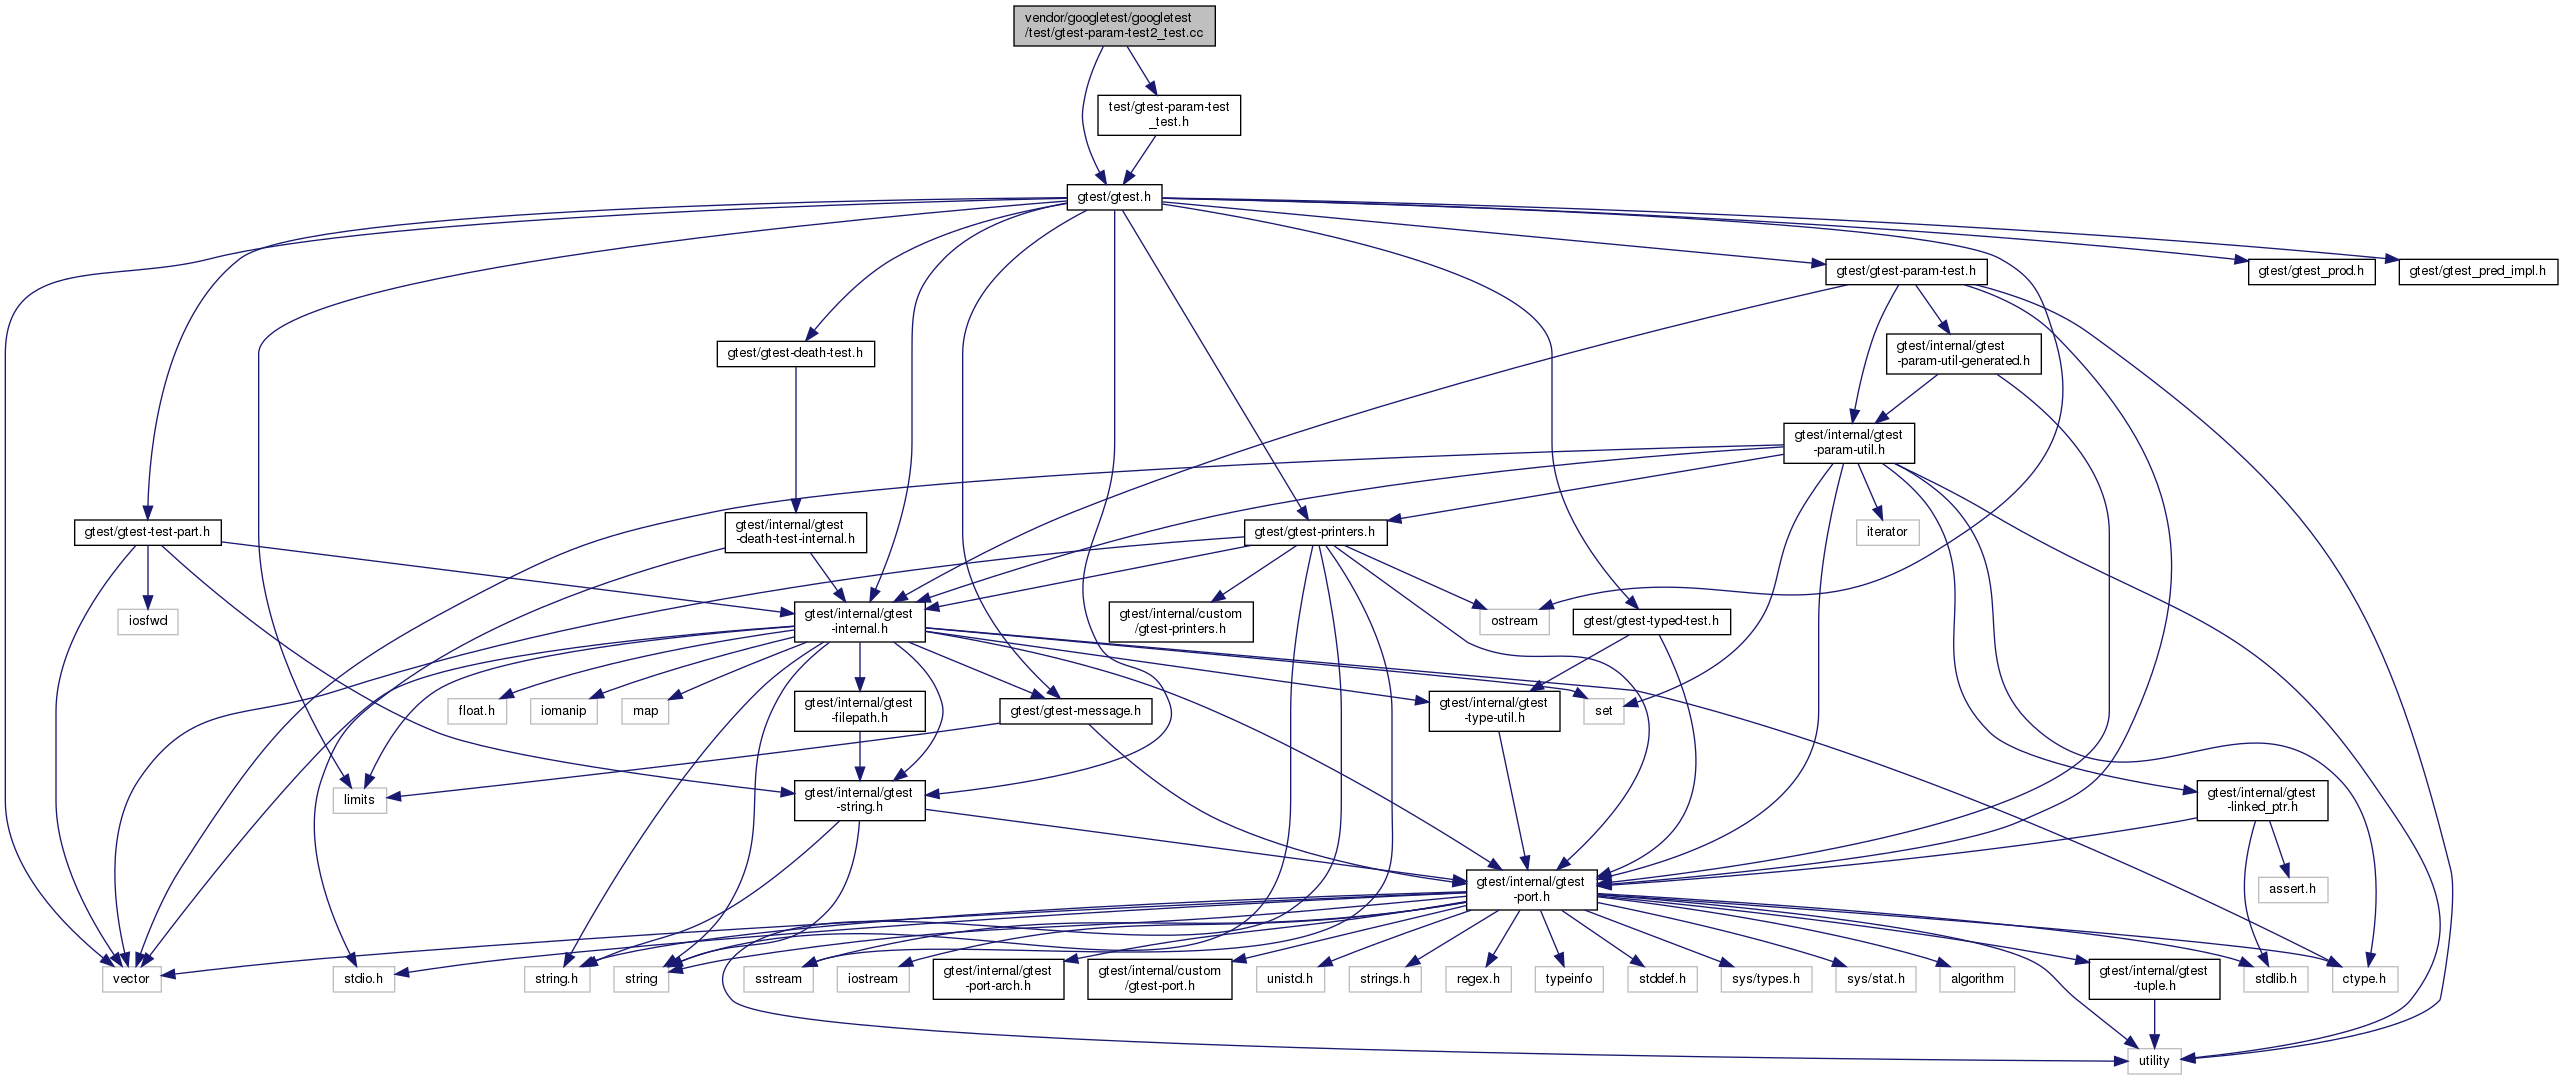 vendor/googletest/googletest
/test/gtest-param-test2_test.cc
test/gtest-param-test
_test.h
gtest/gtest.h
gtest/gtest-param-test.h
gtest/gtest_prod.h
gtest/gtest_pred_impl.h
gtest/gtest-death-test.h
gtest/internal/gtest
-param-util-generated.h
gtest/internal/gtest
-param-util.h
gtest/gtest-test-part.h
gtest/internal/gtest
-death-test-internal.h
gtest/gtest-printers.h
iterator
iosfwd
gtest/internal/gtest
-internal.h
gtest/internal/custom
/gtest-printers.h
ostream
gtest/gtest-typed-test.h
float.h
iomanip
map
gtest/internal/gtest
-filepath.h
gtest/gtest-message.h
gtest/internal/gtest
-type-util.h
set
limits
gtest/internal/gtest
-string.h
gtest/internal/gtest
-linked_ptr.h
gtest/internal/gtest
-port.h
assert.h
vector
stdio.h
string.h
string
sstream
iostream
gtest/internal/gtest
-port-arch.h
gtest/internal/custom
/gtest-port.h
unistd.h
strings.h
regex.h
typeinfo
stddef.h
sys/types.h
sys/stat.h
algorithm
gtest/internal/gtest
-tuple.h
stdlib.h
ctype.h
utility